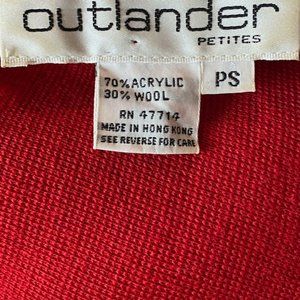 outlander
PETITES
70% ACRYLIC
30% WOOL
PS
RN 47714
MADE IN HONG KONG
SEE REVERSE FOR CARE